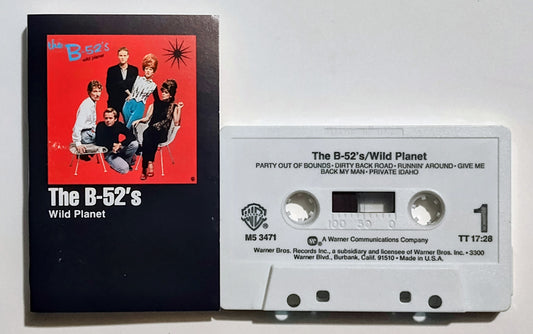 the B-52's
wild planet
The B-52's
Wild Planet
The B-52's/Wild Planet
PARTY OUT OF BOUNDS · DIRTY BACK ROAD · RUNNIN' AROUND · GIVE ME
BACK MY MAN · PRIVATE IDAHO
100 50 0
1
M5 3471
A Warner Communications Company
TT 17:28
Warner Bros. Records Inc., a subsidiary and licensee of Warner Bros. Inc. · 3300
Warner Blvd., Burbank, Calif. 91510 · Made in U.S.A.